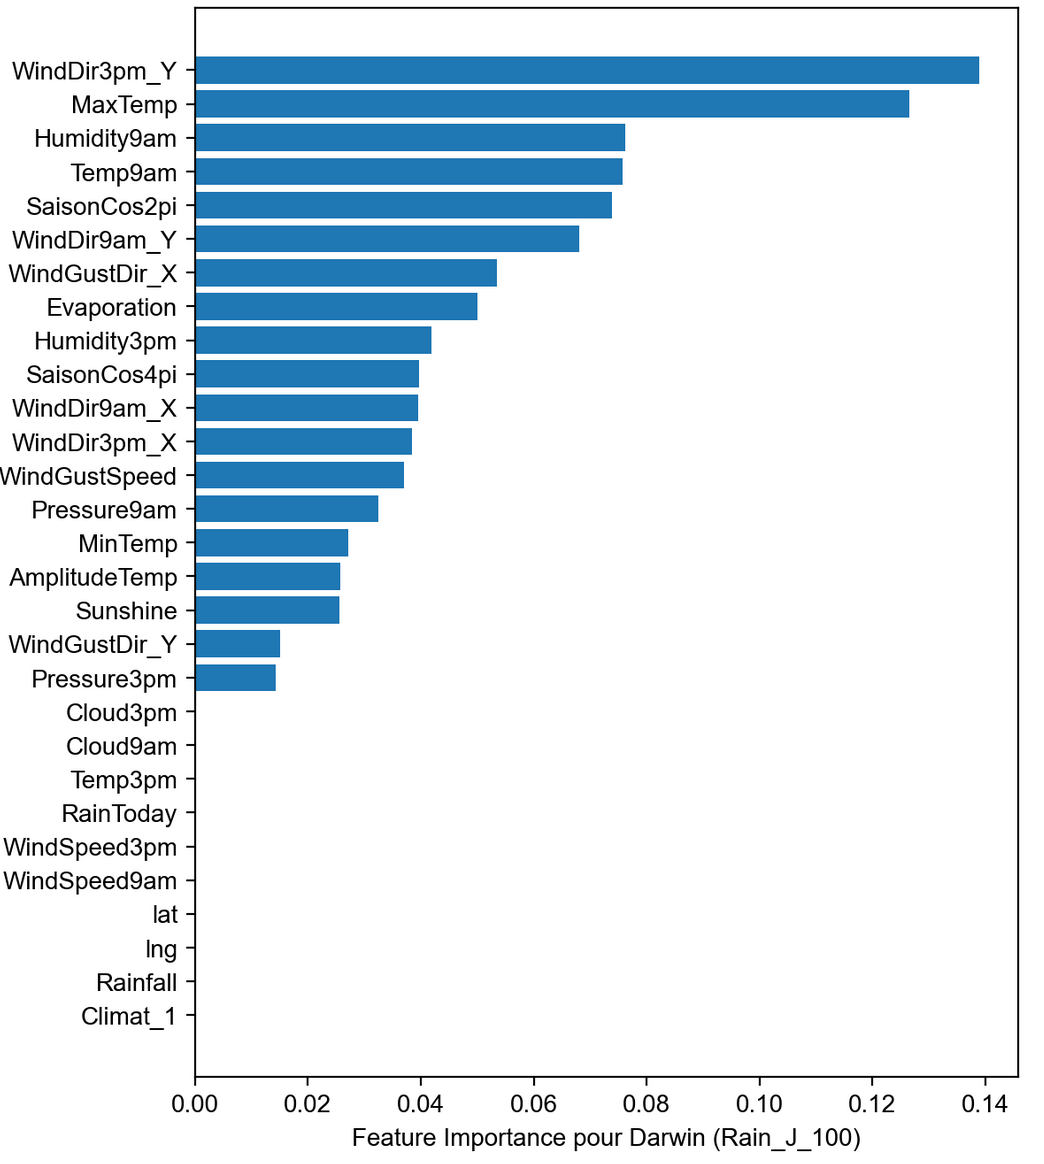 WindDir3pm_Y
MaxTemp
Humidity9am
Temp9am
SaisonCos2pi
WindDir9am_Y
WindGustDir_X
Evaporation
Humidity3pm
SaisonCos4pi
WindDir9am_X
WindDir3pm_X
WindGustSpeed
Pressure9am
MinTemp
AmplitudeTemp
Sunshine
WindGustDir_Y
Pressure3pm
Cloud3pm
Cloud9am
Temp3pm
RainToday
WindSpeed3pm
WindSpeed9am
lat
lng
Rainfall
Climat_1
0.00 0.02 0.04 0.06 0.08 0.10 0.12 0.14
Feature Importance pour Darwin (Rain_J_100)